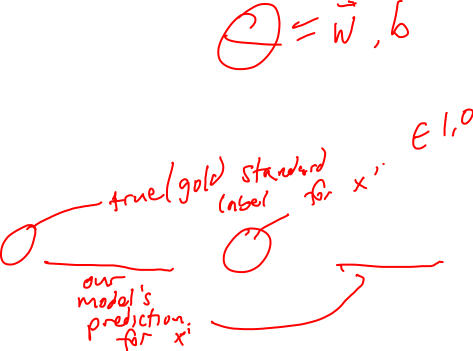 θ = w⃗, b
∈ 1,0
true/gold standard
label for xⁱ
our
model's
prediction
for xⁱ